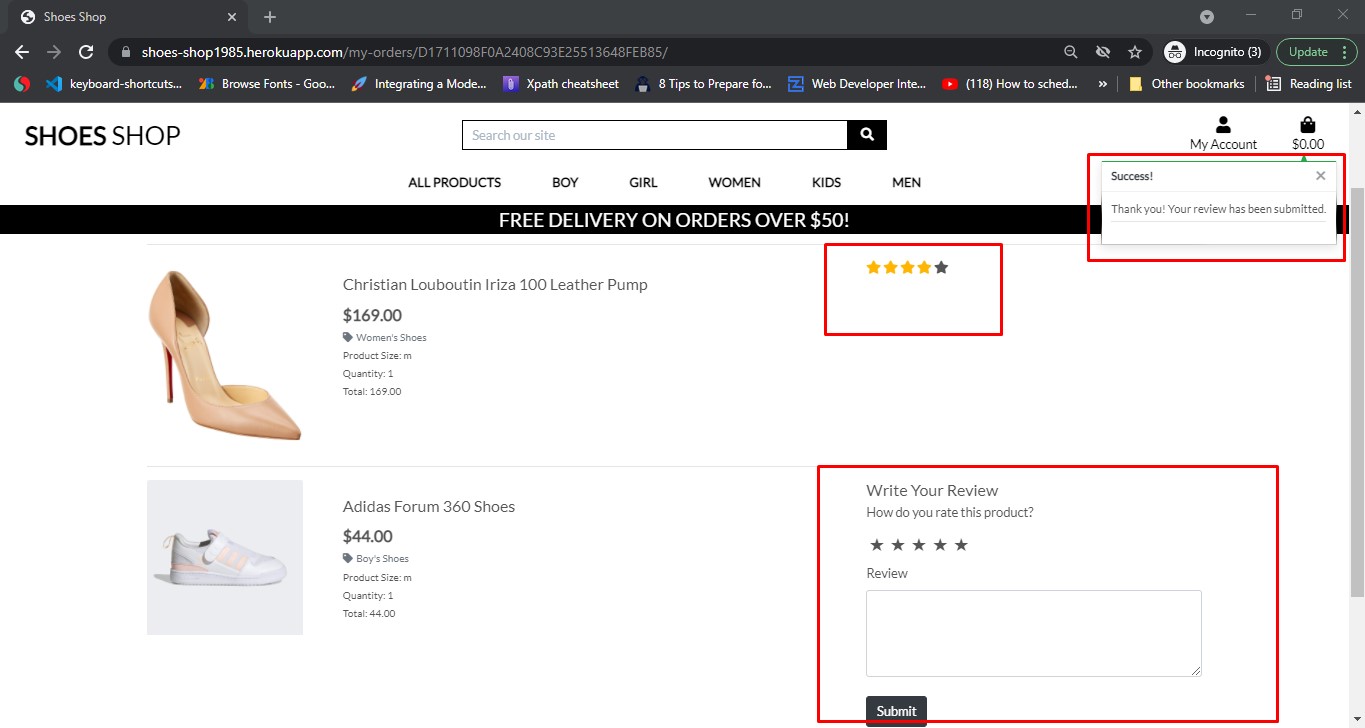 Shoes Shop
shoes-shop1985.herokuapp.com/my-orders/D1711098F0A2408C93E25513648FEB85/
Incognito (3)
Update
keyboard-shortcuts...
Browse Fonts - Goo...
Integrating a Mode...
Xpath cheatsheet
8 Tips to Prepare fo...
Web Developer Inte...
(118) How to sched...
»
Other bookmarks
Reading list
SHOES SHOP
Search our site
My Account
$0.00
ALL PRODUCTS
BOY
GIRL
WOMEN
KIDS
MEN
Success!
Thank you! Your review has been submitted.
FREE DELIVERY ON ORDERS OVER $50!
Christian Louboutin Iriza 100 Leather Pump
$169.00
Women's Shoes
Product Size: m
Quantity: 1
Total: 169.00
Adidas Forum 360 Shoes
$44.00
Boy's Shoes
Product Size: m
Quantity: 1
Total: 44.00
Write Your Review
How do you rate this product?
Review
Submit